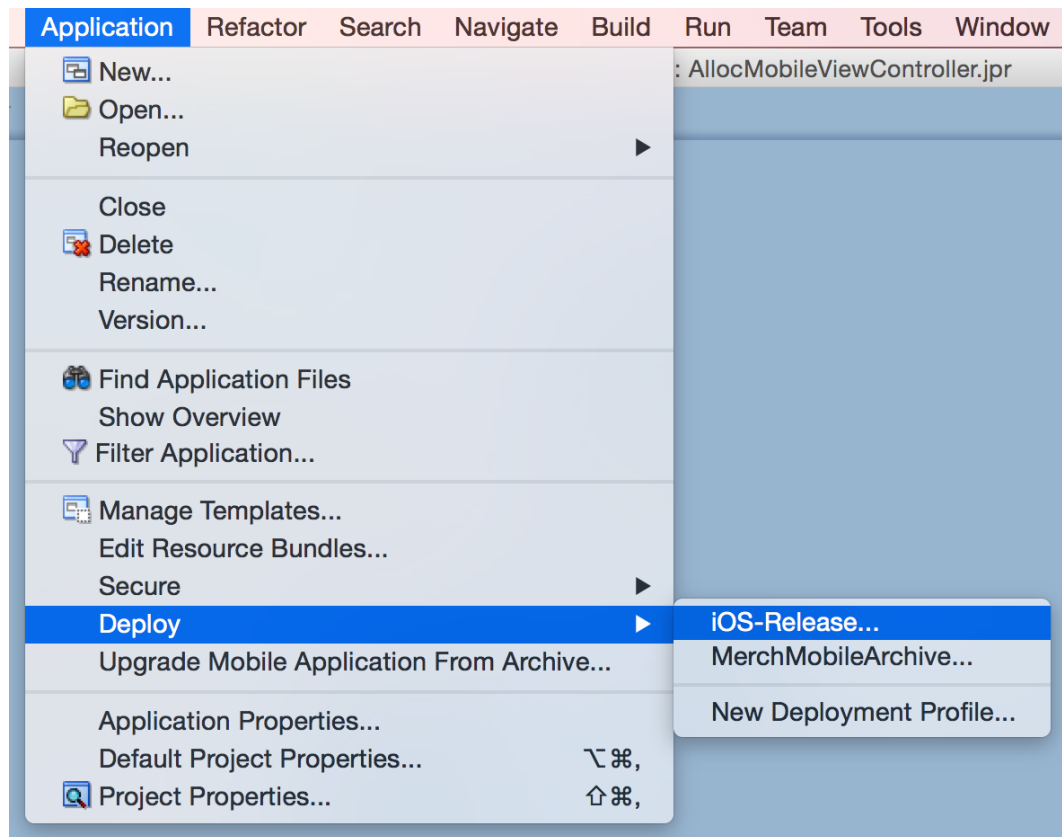 Application Refactor Search Navigate Build Run Team Tools Window
: AllocMobileViewController.jpr
New...
Open...
Reopen ▶
Close
Delete
Rename...
Version...
Find Application Files
Show Overview
Filter Application...
Manage Templates...
Edit Resource Bundles...
Secure ▶
Deploy ▶
iOS-Release...
MerchMobileArchive...
New Deployment Profile...
Upgrade Mobile Application From Archive...
Application Properties...
Default Project Properties... ⌥⌘,
Project Properties... ⇧⌘,